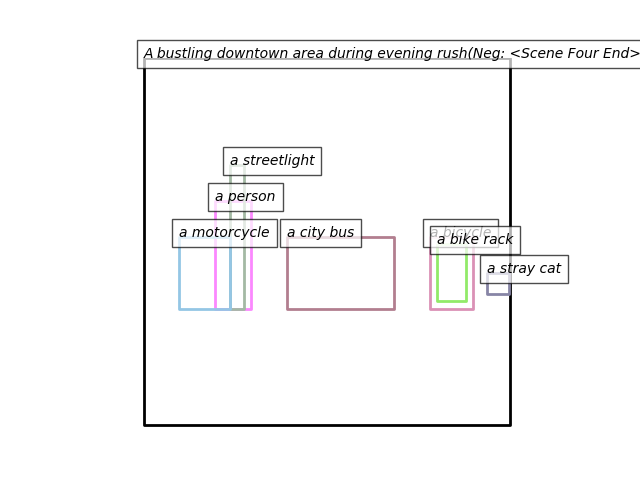 A bustling downtown area during evening rush(Neg: <Scene Four End>
a streetlight
a person
a motorcycle
a city bus
a bicycle
a bike rack
a stray cat